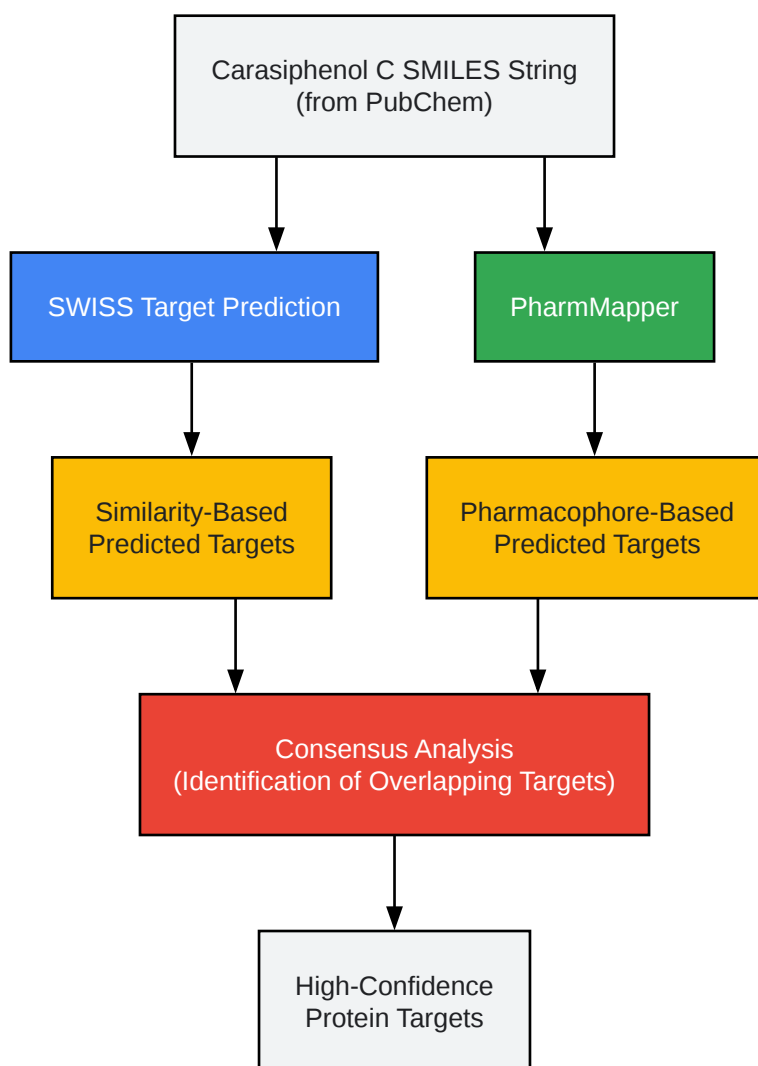 Carasiphenol C SMILES String
(from PubChem)
SWISS Target Prediction
PharmMapper
Similarity-Based
Predicted Targets
Pharmacophore-Based
Predicted Targets
Consensus Analysis
(Identification of Overlapping Targets)
High-Confidence
Protein Targets